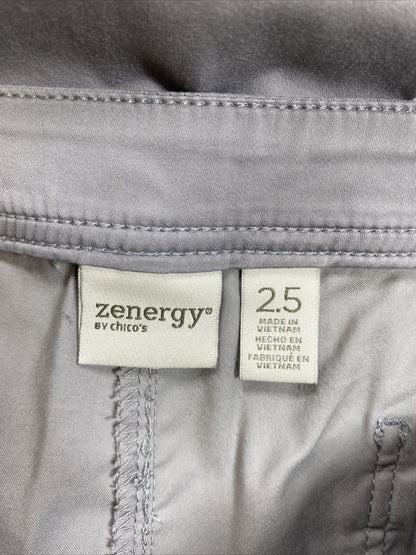 zenergy®
BY chico's
2.5
MADE IN
VIETNAM
HECHO EN
VIETNAM
FABRIQUÉ EN
VIETNAM